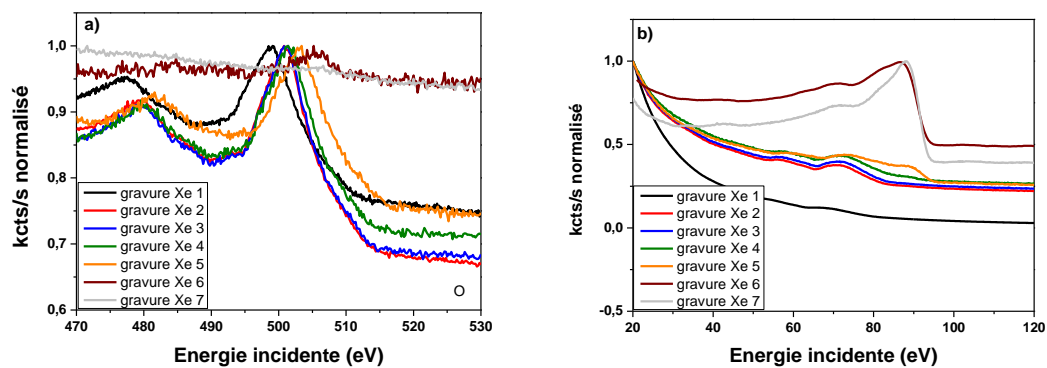 a)
kcts/s normalisé
1,0
0,9
0,8
0,7
0,6
gravure Xe 1
gravure Xe 2
gravure Xe 3
gravure Xe 4
gravure Xe 5
gravure Xe 6
gravure Xe 7
O
470 480 490 500 510 520 530
Energie incidente (eV)
b)
kcts/s normalisé
1,0
0,5
0,0
-0,5
gravure Xe 1
gravure Xe 2
gravure Xe 3
gravure Xe 4
gravure Xe 5
gravure Xe 6
gravure Xe 7
20 40 60 80 100 120
Energie incidente (eV)